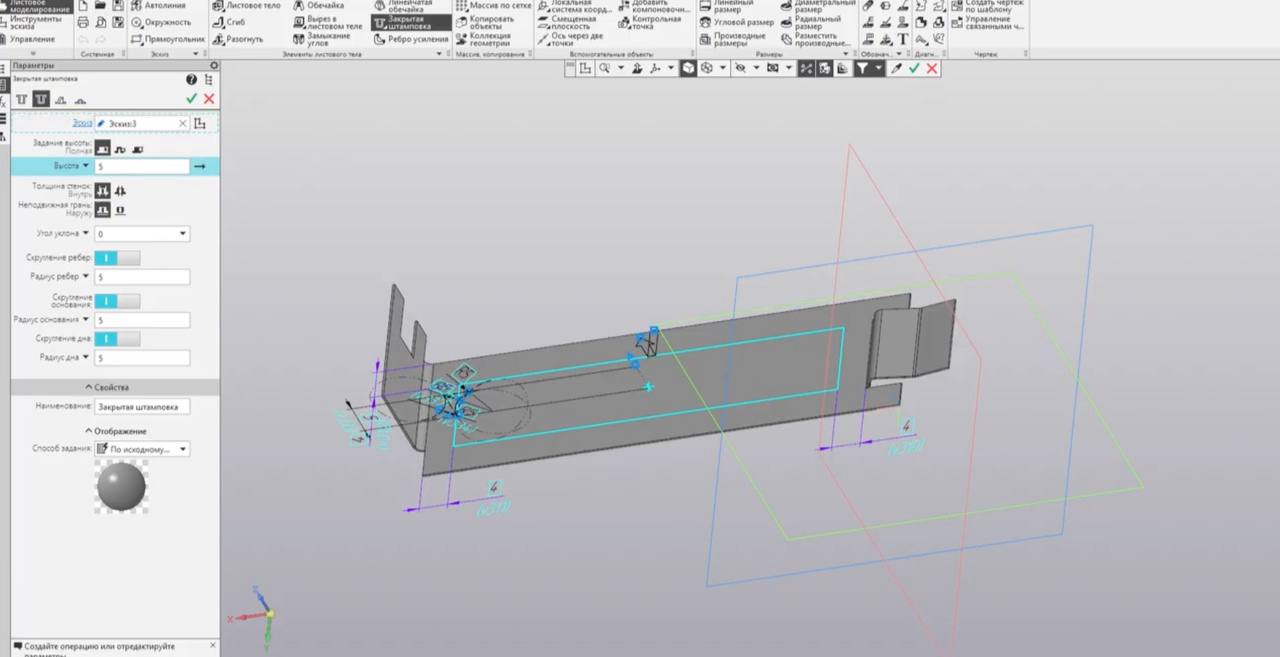 Листовое моделирование
Инструменты эскиза
Управление
Автолиния
Окружность
Прямоугольник
Листовое тело
Сгиб
Разогнуть
Обечайка
Вырез в листовом теле
Замыкание углов
Линейчатая обечайка
Закрытая штамповка
Ребро усиления
Массив по сетке
Копировать объекты
Коллекция геометрии
Локальная система коорд...
Смещенная плоскость
Ось через две точки
Добавить компоновочн...
Контрольная точка
Линейный размер
Угловой размер
Производные размеры
Диаметральный размер
Радиальный размер
Разместить производные...
Создать чертеж по шаблону
Управление связанными ч...
Системная
Эскиз
Элементы листового тела
Массив, копирование
Вспомогательные объекты
Размеры
Обознач...
Диагн...
Чертеж
Параметры
Закрытая штамповка
Эскиз
Эскиз:3
Задание высоты:
Полная
Высота
5
Толщина стенок:
Внутрь
Неподвижная грань:
Наружу
Угол уклона
0
Скругление ребер:
Радиус ребер
5
Скругление основания:
Радиус основания
5
Скругление дна:
Радиус дна
5
Свойства
Наименование:
Закрытая штамповка
Отображение
Способ задания:
По исходному...
Создайте операцию или отредактируйте
параметры
4
4
4
5
X
Z